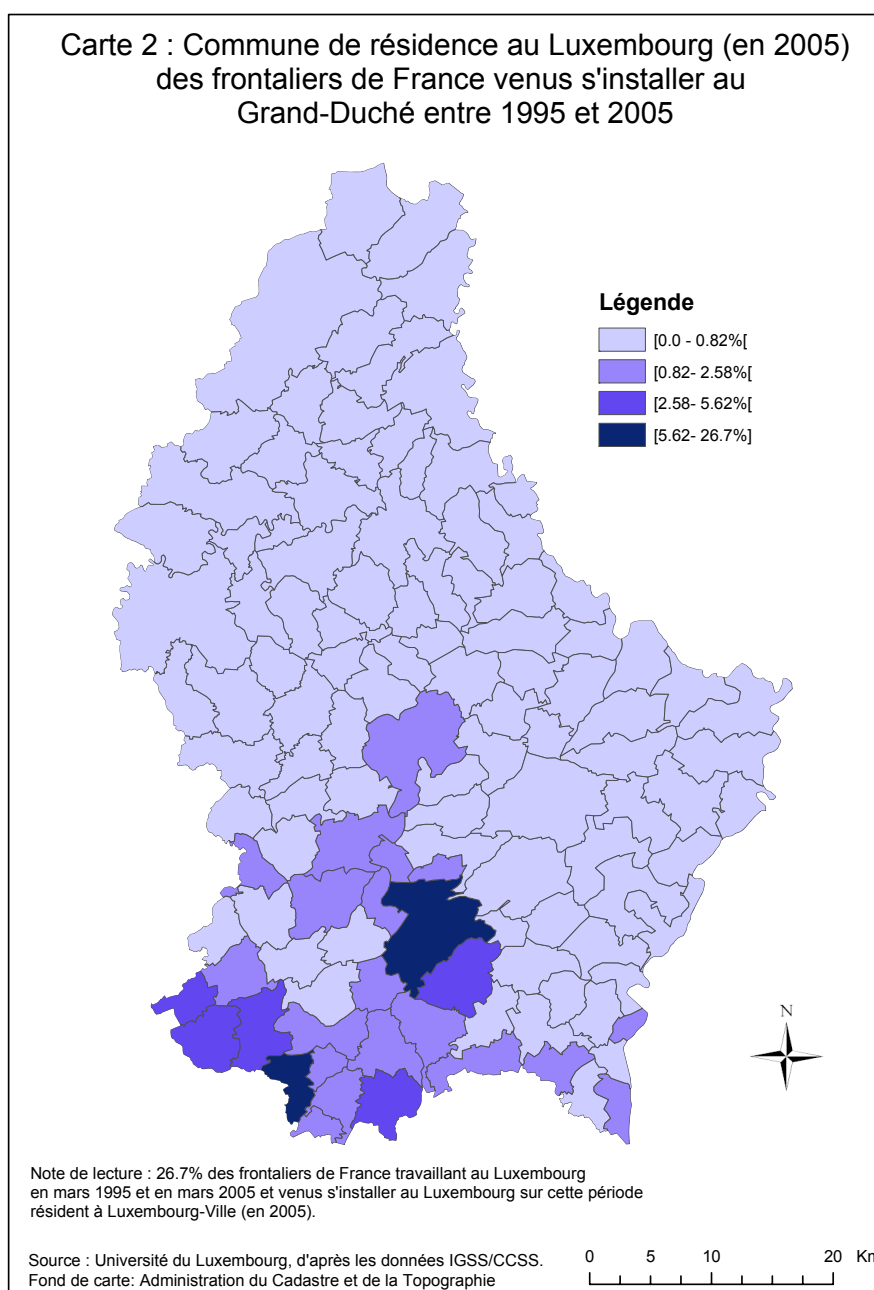 Carte 2 : Commune de résidence au Luxembourg (en 2005)
des frontaliers de France venus s'installer au
Grand-Duché entre 1995 et 2005
Légende
[0.0 - 0.82%[
[0.82- 2.58%[
[2.58- 5.62%[
[5.62- 26.7%]
N
Note de lecture : 26.7% des frontaliers de France travaillant au Luxembourg
en mars 1995 et en mars 2005 et venus s'installer au Luxembourg sur cette période
résident à Luxembourg-Ville (en 2005).
Source : Université du Luxembourg, d'après les données IGSS/CCSS.
Fond de carte: Administration du Cadastre et de la Topographie
0 5 10 20 Km